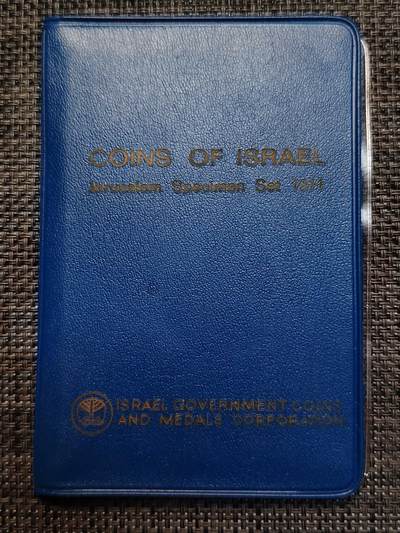 COINS OF ISRAEL
Jerusalem Specimen Set 1971
ISRAEL GOVERNMENT COINS
AND MEDALS CORPORATION